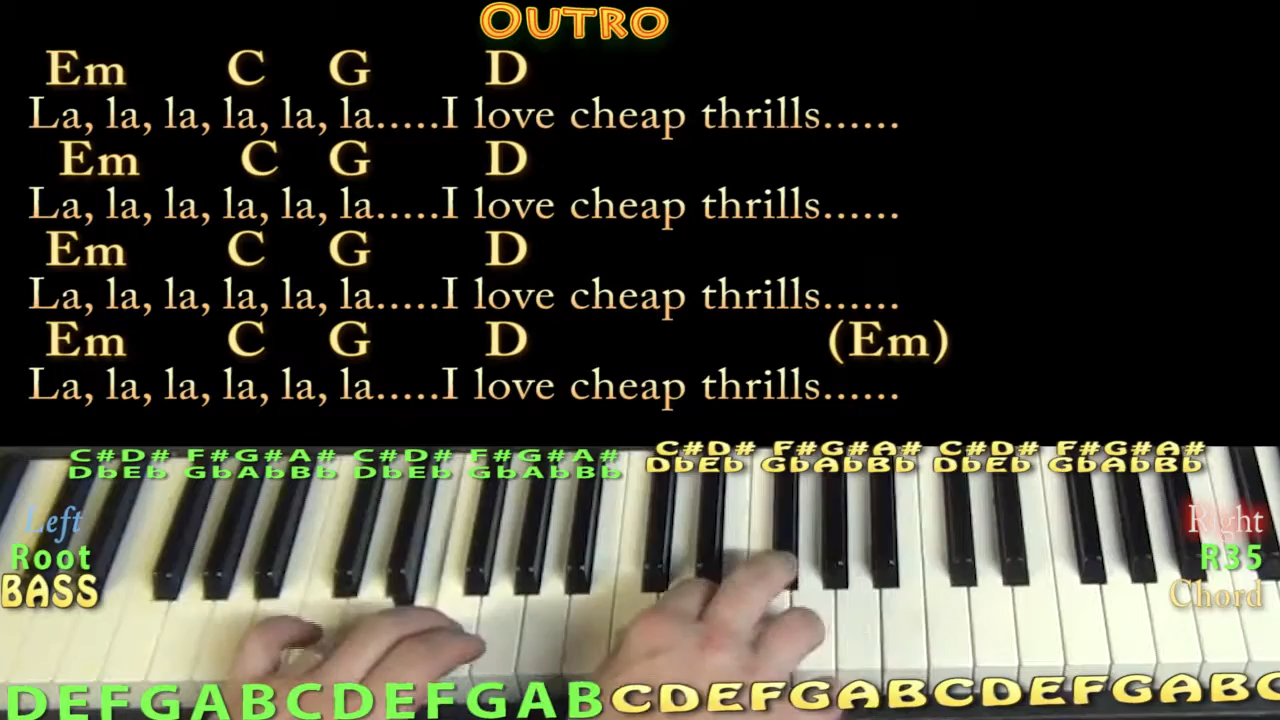 OUTRO
Em C G D
La, la, la, la, la, la.....I love cheap thrills......
Em C G D
La, la, la, la, la, la.....I love cheap thrills......
Em C G D
La, la, la, la, la, la.....I love cheap thrills......
Em C G D (Em)
La, la, la, la, la, la.....I love cheap thrills......
C#D# F#G#A# C#D# F#G#A# C#D# F#G#A# C#D# F#G#A#
DbEb GbAbBb DbEb GbAbBb DbEb GbAbBb DbEb GbAbBb
Left
Root
BASS
Right
R35
Chord
DEFGABCDEFGABCDEFGABCDEFGABC